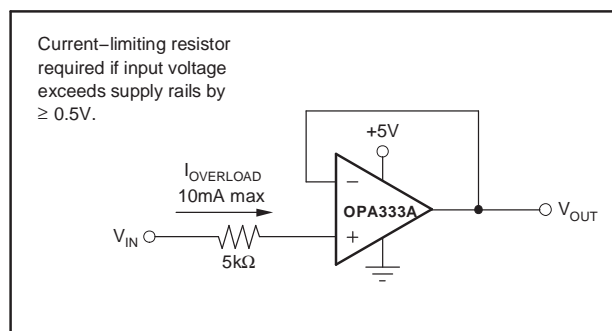 Current−limiting resistor
required if input voltage
exceeds supply rails by
≥ 0.5V.
+5V
IOVERLOAD
10mA max
−
OPA333A
VOUT
VIN
+
5kΩ